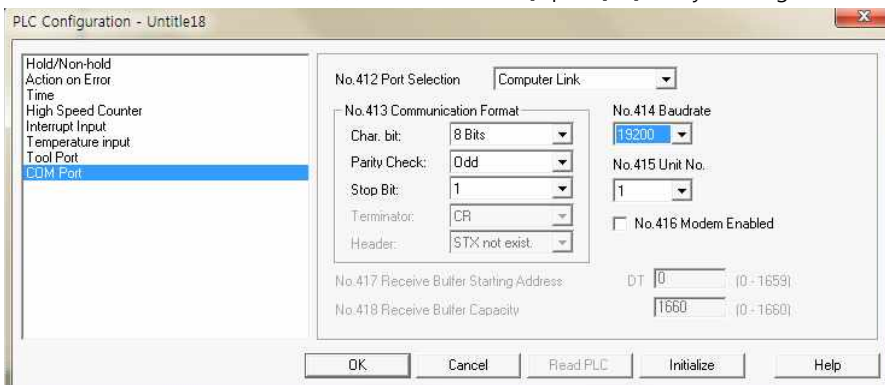 PLC Configuration - Untitle18
Hold/Non-hold
Action on Error
Time
High Speed Counter
Interrupt Input
Temperature input
Tool Port
COM Port
No.412 Port Selection Computer Link
No.413 Communication Format
Char. bit: 8 Bits
Parity Check: Odd
Stop Bit: 1
Terminator: CR
Header: STX not exist.
No.414 Baudrate
19200
No.415 Unit No.
1
No.416 Modem Enabled
No.417 Receive Buffer Starting Address DT 0 (0 - 1659)
No.418 Receive Buffer Capacity 1660 (0 - 1660)
OK Cancel Read PLC Initialize Help